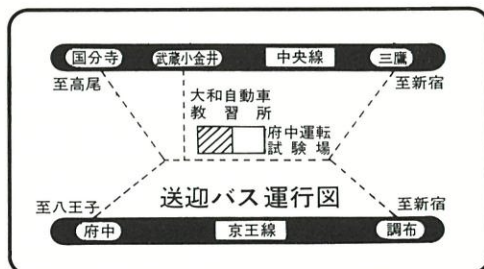 国分寺 武蔵小金井 中央線 三鷹
至高尾 至新宿
大和自動車
教習所
府中運転
試験場
送迎バス運行図
至八王子 至新宿
府中 京王線 調布